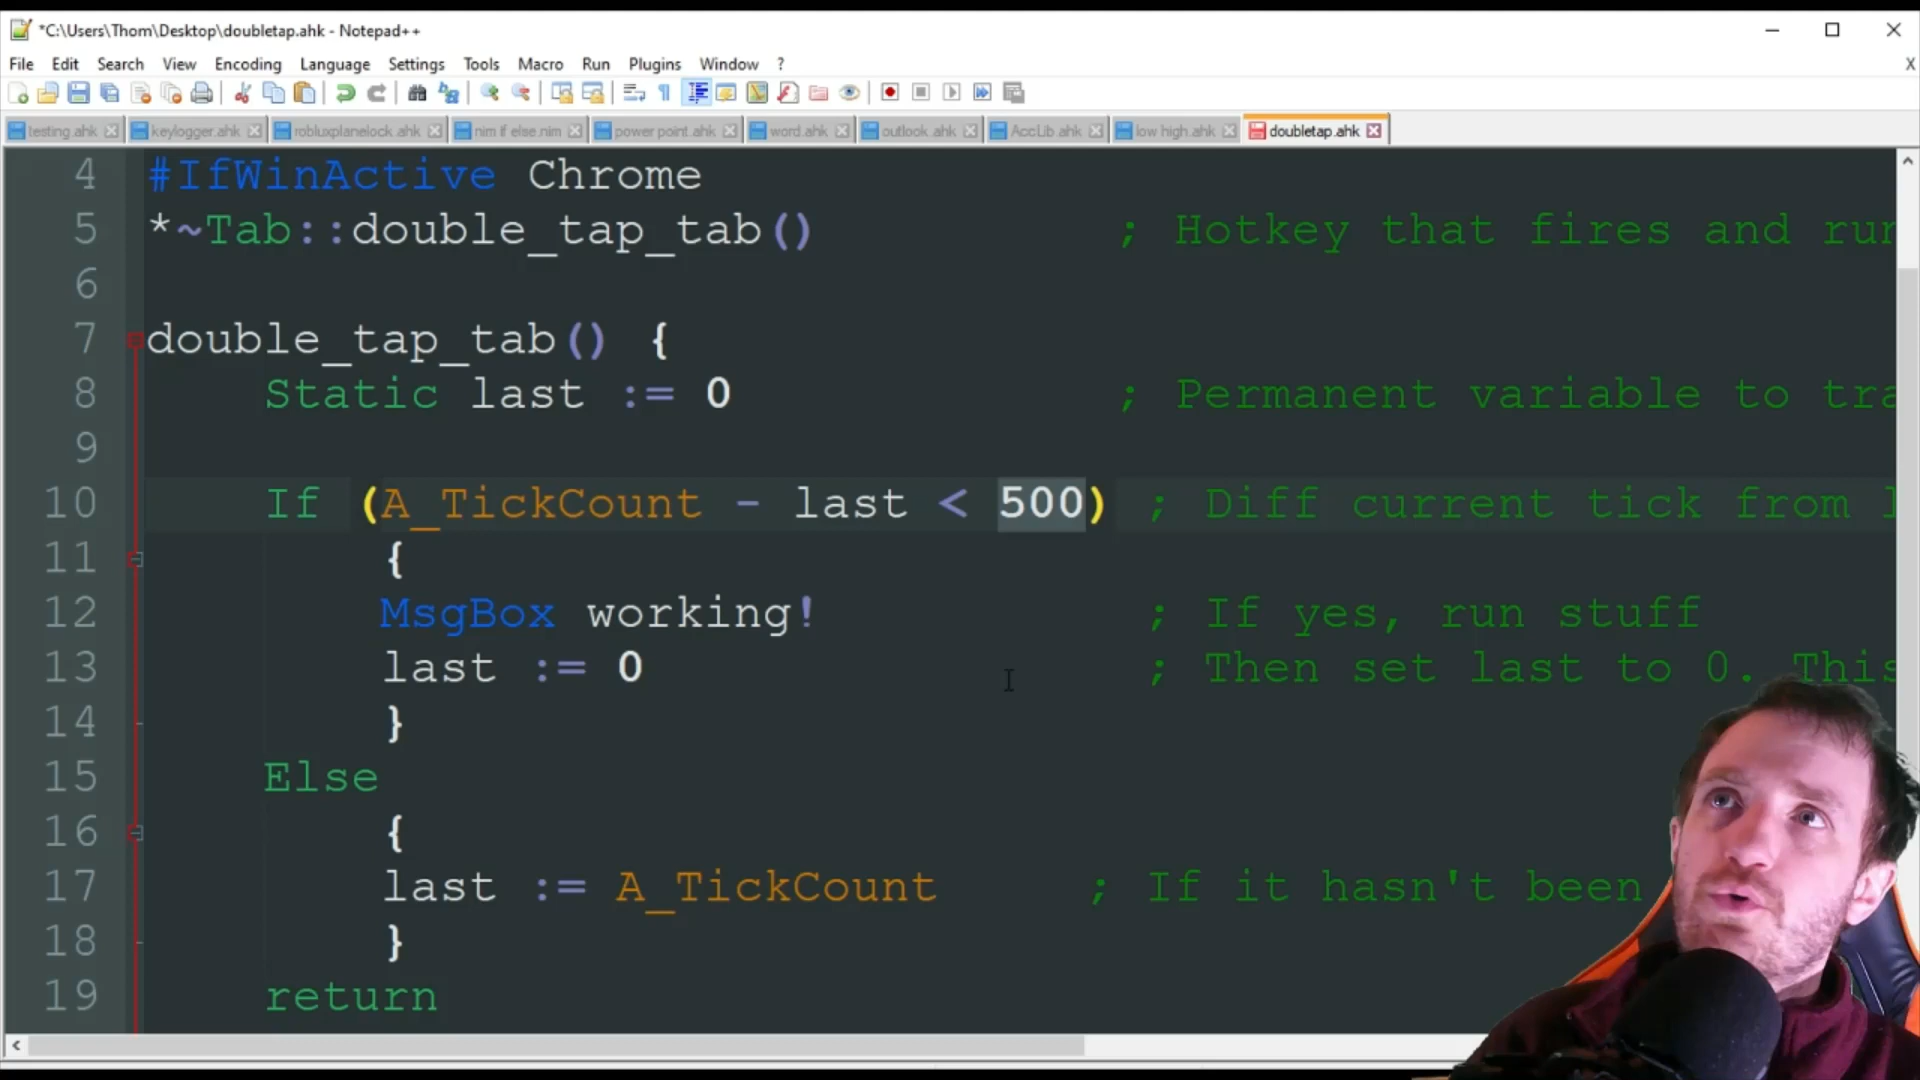 *C:\Users\Thom\Desktop\doubletap.ahk - Notepad++
File Edit Search View Encoding Language Settings Tools Macro Run Plugins Window ? X
testing.ahk keylogger.ahk robluxplanelock.ahk nim if else.nim power point.ahk word.ahk outlook.ahk AccLib.ahk low high.ahk doubletap.ahk
4 #IfWinActive Chrome
5 *~Tab::double_tap_tab() ; Hotkey that fires and run
6
7 double_tap_tab() {
8 Static last := 0 ; Permanent variable to tra
9
10 If (A_TickCount - last < 500) ; Diff current tick from l
11 {
12 MsgBox working! ; If yes, run stuff
13 last := 0 ; Then set last to 0. This
14 }
15 Else
16 {
17 last := A_TickCount ; If it hasn't been
18 }
19 return